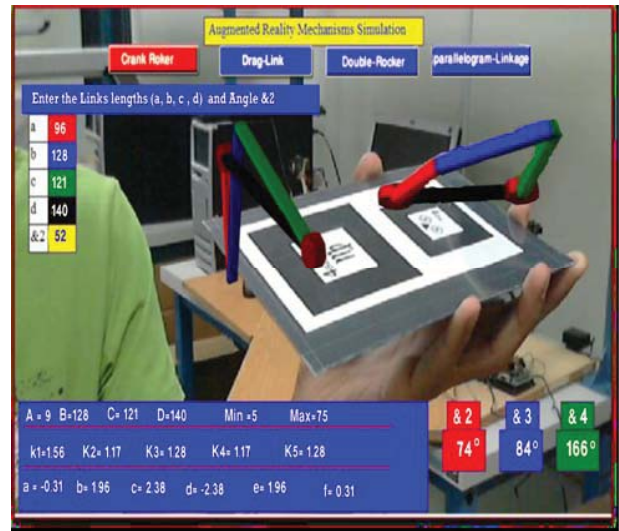 Augmented Reality Mechanisms Simulation
Crank Roker Drag-Link Double-Rocker parallelogram-Linkage
Enter the Links lengths (a, b, c , d) and Angle &2
a 96
b 128
c 121
d 140
&2 52
A = 9 B=128 C= 121 D=140 Min =5 Max=75
k1=1.56 K2= 1.17 K3= 1.28 K4= 1.17 K5= 1.28
a = -0.31 b= 1.96 c= 2.38 d= -2.38 e= 1.96 f= 0.31
& 2 & 3 & 4
74° 84° 166°